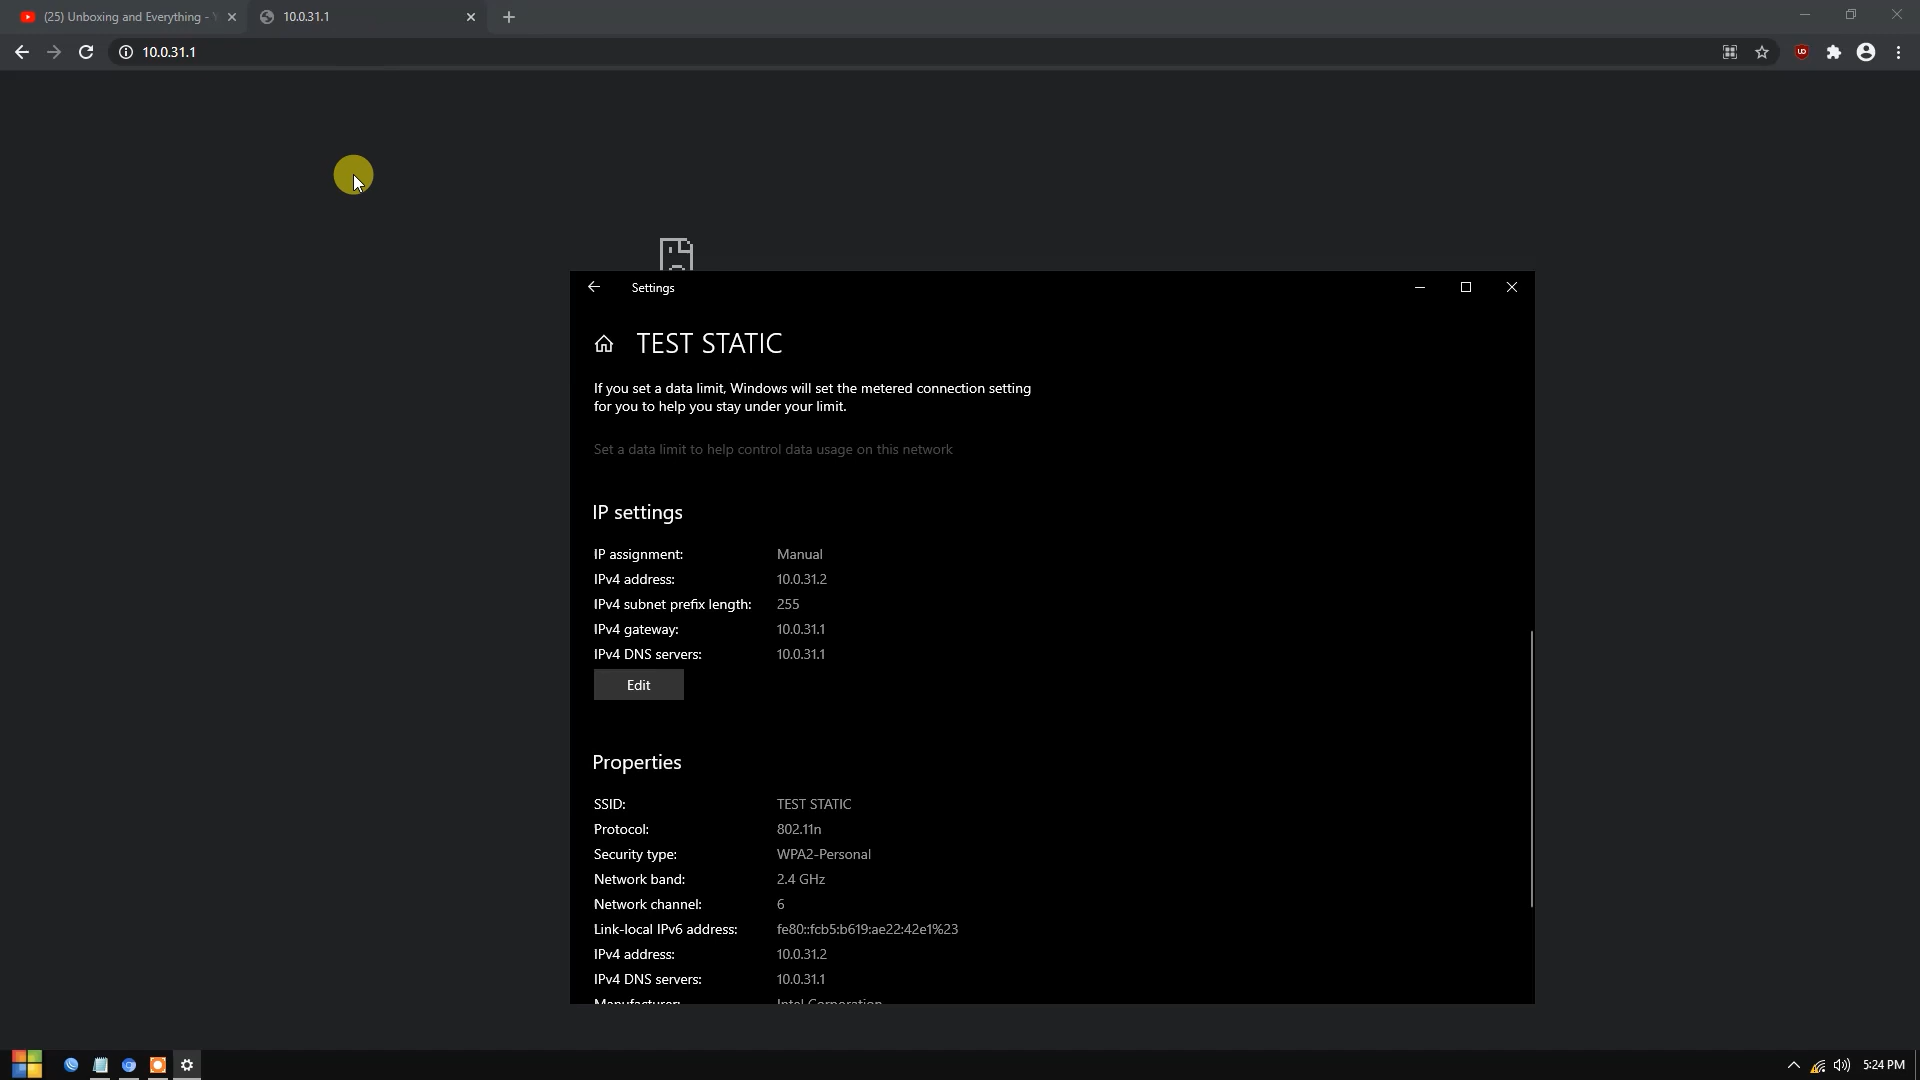 (25) Unboxing and Everything -
10.0.31.1
10.0.31.1
Settings
TEST STATIC
If you set a data limit, Windows will set the metered connection setting
for you to help you stay under your limit.
Set a data limit to help control data usage on this network
IP settings
IP assignment: Manual
IPv4 address: 10.0.31.2
IPv4 subnet prefix length: 255
IPv4 gateway: 10.0.31.1
IPv4 DNS servers: 10.0.31.1
Edit
Properties
SSID: TEST STATIC
Protocol: 802.11n
Security type: WPA2-Personal
Network band: 2.4 GHz
Network channel: 6
Link-local IPv6 address: fe80::fcb5:b619:ae22:42e1%23
IPv4 address: 10.0.31.2
IPv4 DNS servers: 10.0.31.1
Manufacturer: Intel Corporation
5:24 PM